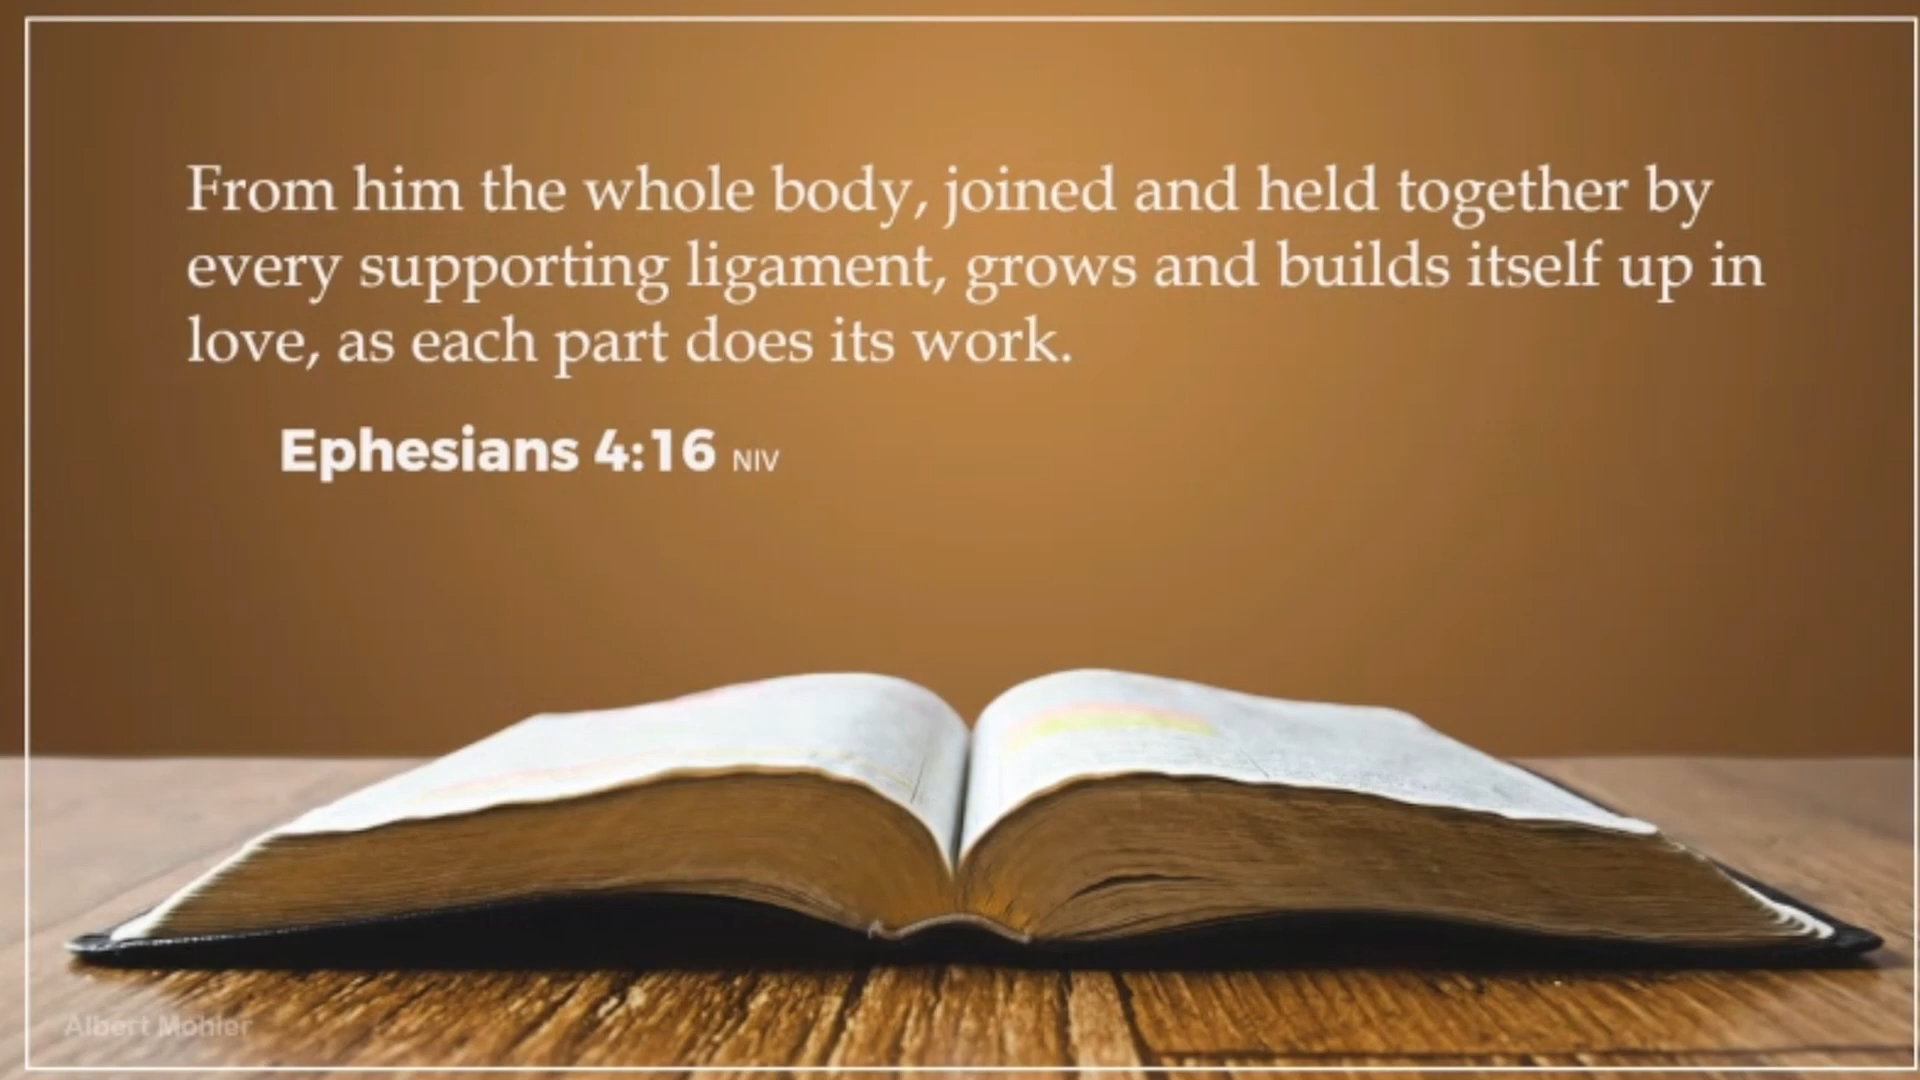 From him the whole body, joined and held together by
every supporting ligament, grows and builds itself up in
love, as each part does its work.
Ephesians 4:16 NIV
Albert Mohler